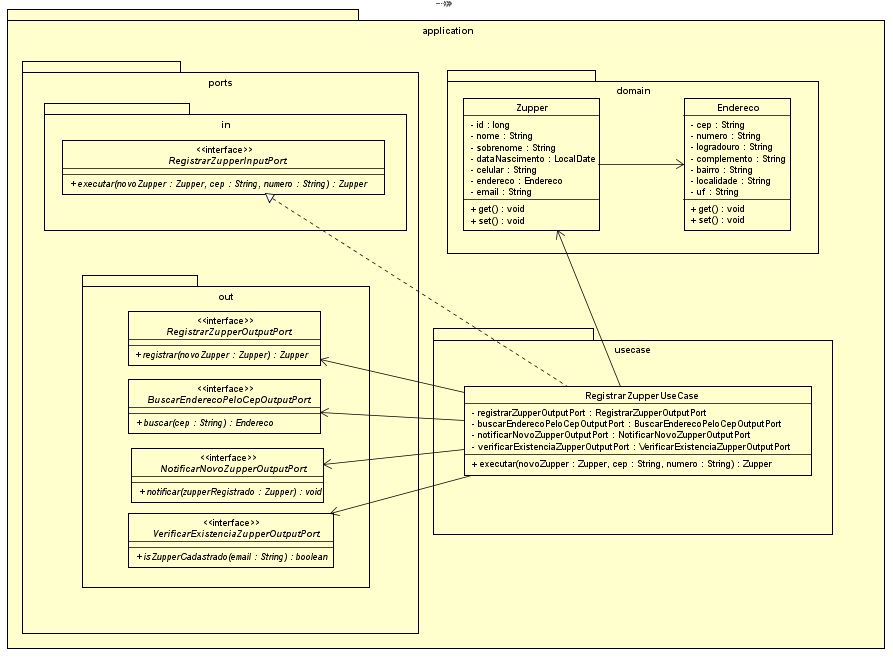 application
ports
in
<<interface>>
RegistrarZupperInputPort
+ executar(novoZupper : Zupper, cep : String, numero : String) : Zupper
out
<<interface>>
RegistrarZupperOutputPort
+ registrar(novoZupper : Zupper) : Zupper
<<interface>>
BuscarEnderecoPeloCepOutputPort
+ buscar(cep : String) : Endereco
<<interface>>
NotificarNovoZupperOutputPort
+ notificar(zupperRegistrado : Zupper) : void
<<interface>>
VerificarExistenciaZupperOutputPort
+ isZupperCadastrado(email : String) : boolean
domain
Zupper
- id : long
- nome : String
- sobrenome : String
- dataNascimento : LocalDate
- celular : String
- endereco : Endereco
- email : String
+ get() : void
+ set() : void
Endereco
- cep : String
- numero : String
- logradouro : String
- complemento : String
- bairro : String
- localidade : String
- uf : String
+ get() : void
+ set() : void
usecase
RegistrarZupperUseCase
- registrarZupperOutputPort : RegistrarZupperOutputPort
- buscarEnderecoPeloCepOutputPort : BuscarEnderecoPeloCepOutputPort
- notificarNovoZupperOutputPort : NotificarNovoZupperOutputPort
- verificarExistenciaZupperOutputPort : VerificarExistenciaZupperOutputPort
+ executar(novoZupper : Zupper, cep : String, numero : String) : Zupper